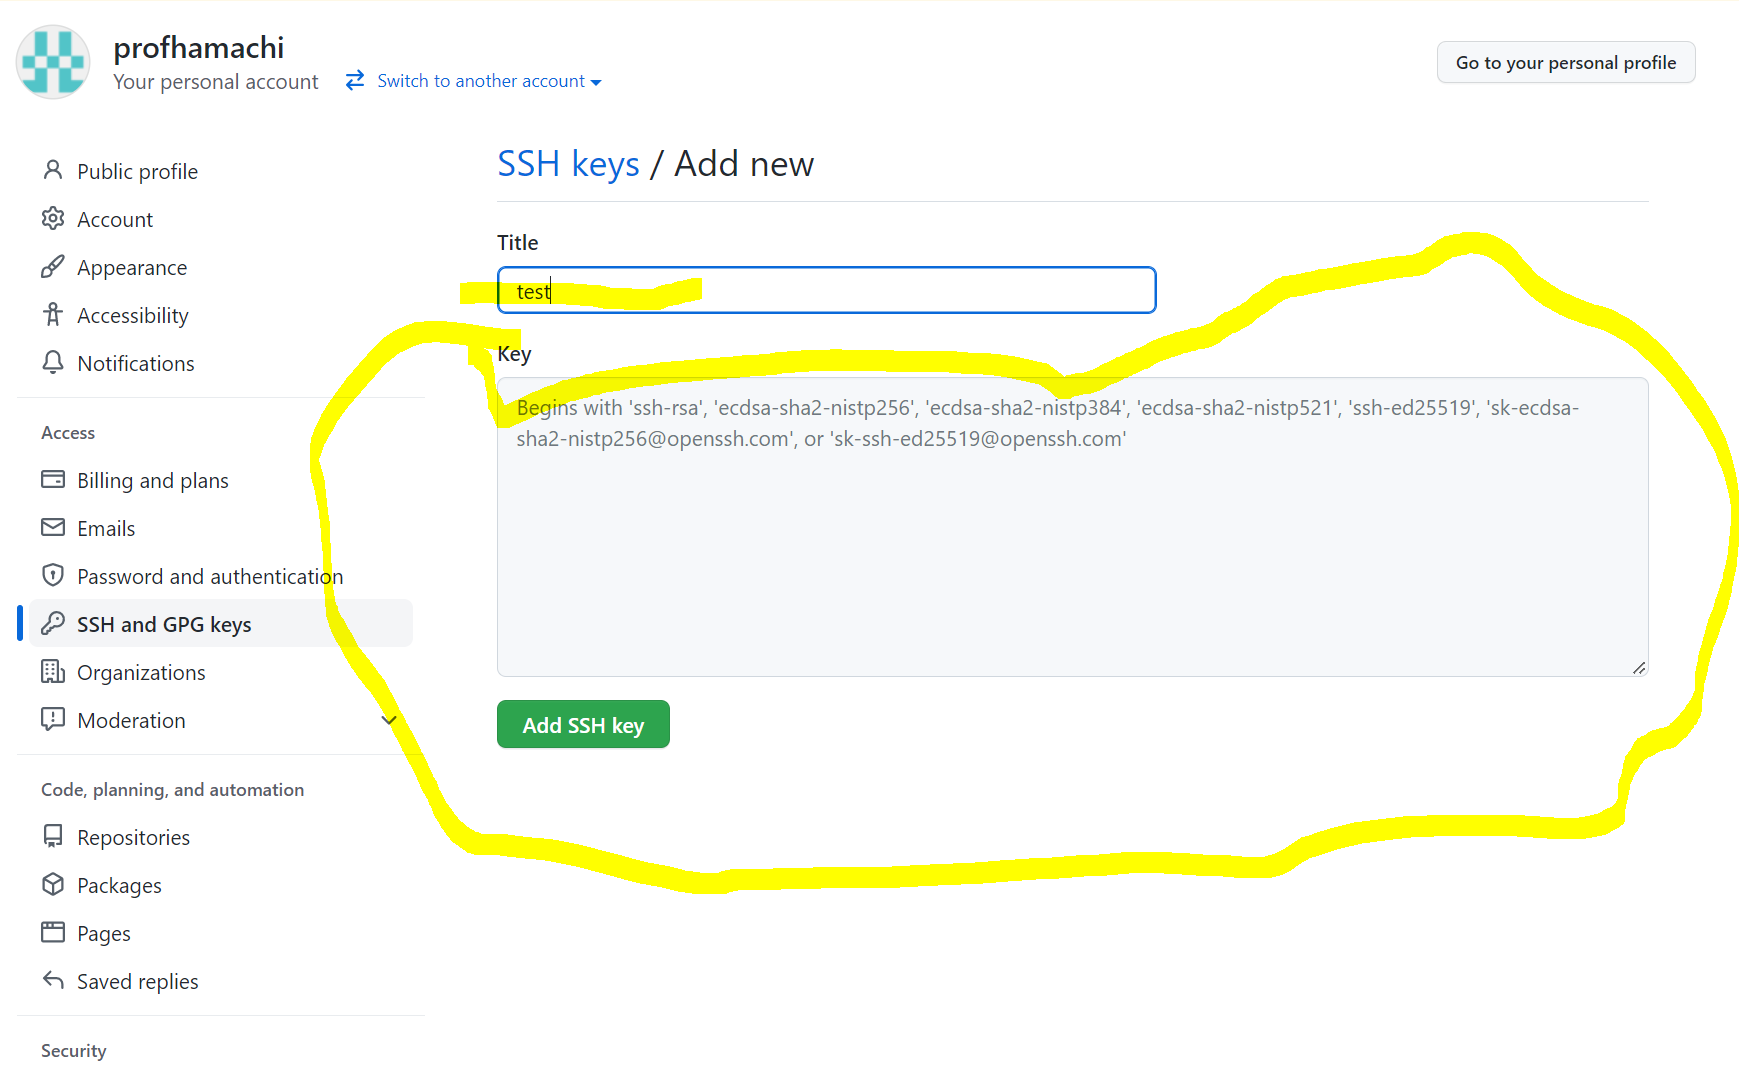 profhamachi
Your personal account
Switch to another account
Go to your personal profile
Public profile
Account
Appearance
Accessibility
Notifications
Access
Billing and plans
Emails
Password and authentication
SSH and GPG keys
Organizations
Moderation
Code, planning, and automation
Repositories
Packages
Pages
Saved replies
Security
SSH keys / Add new
Title
test
Key
Begins with 'ssh-rsa', 'ecdsa-sha2-nistp256', 'ecdsa-sha2-nistp384', 'ecdsa-sha2-nistp521', 'ssh-ed25519', 'sk-ecdsa-
sha2-nistp256@openssh.com', or 'sk-ssh-ed25519@openssh.com'
Add SSH key